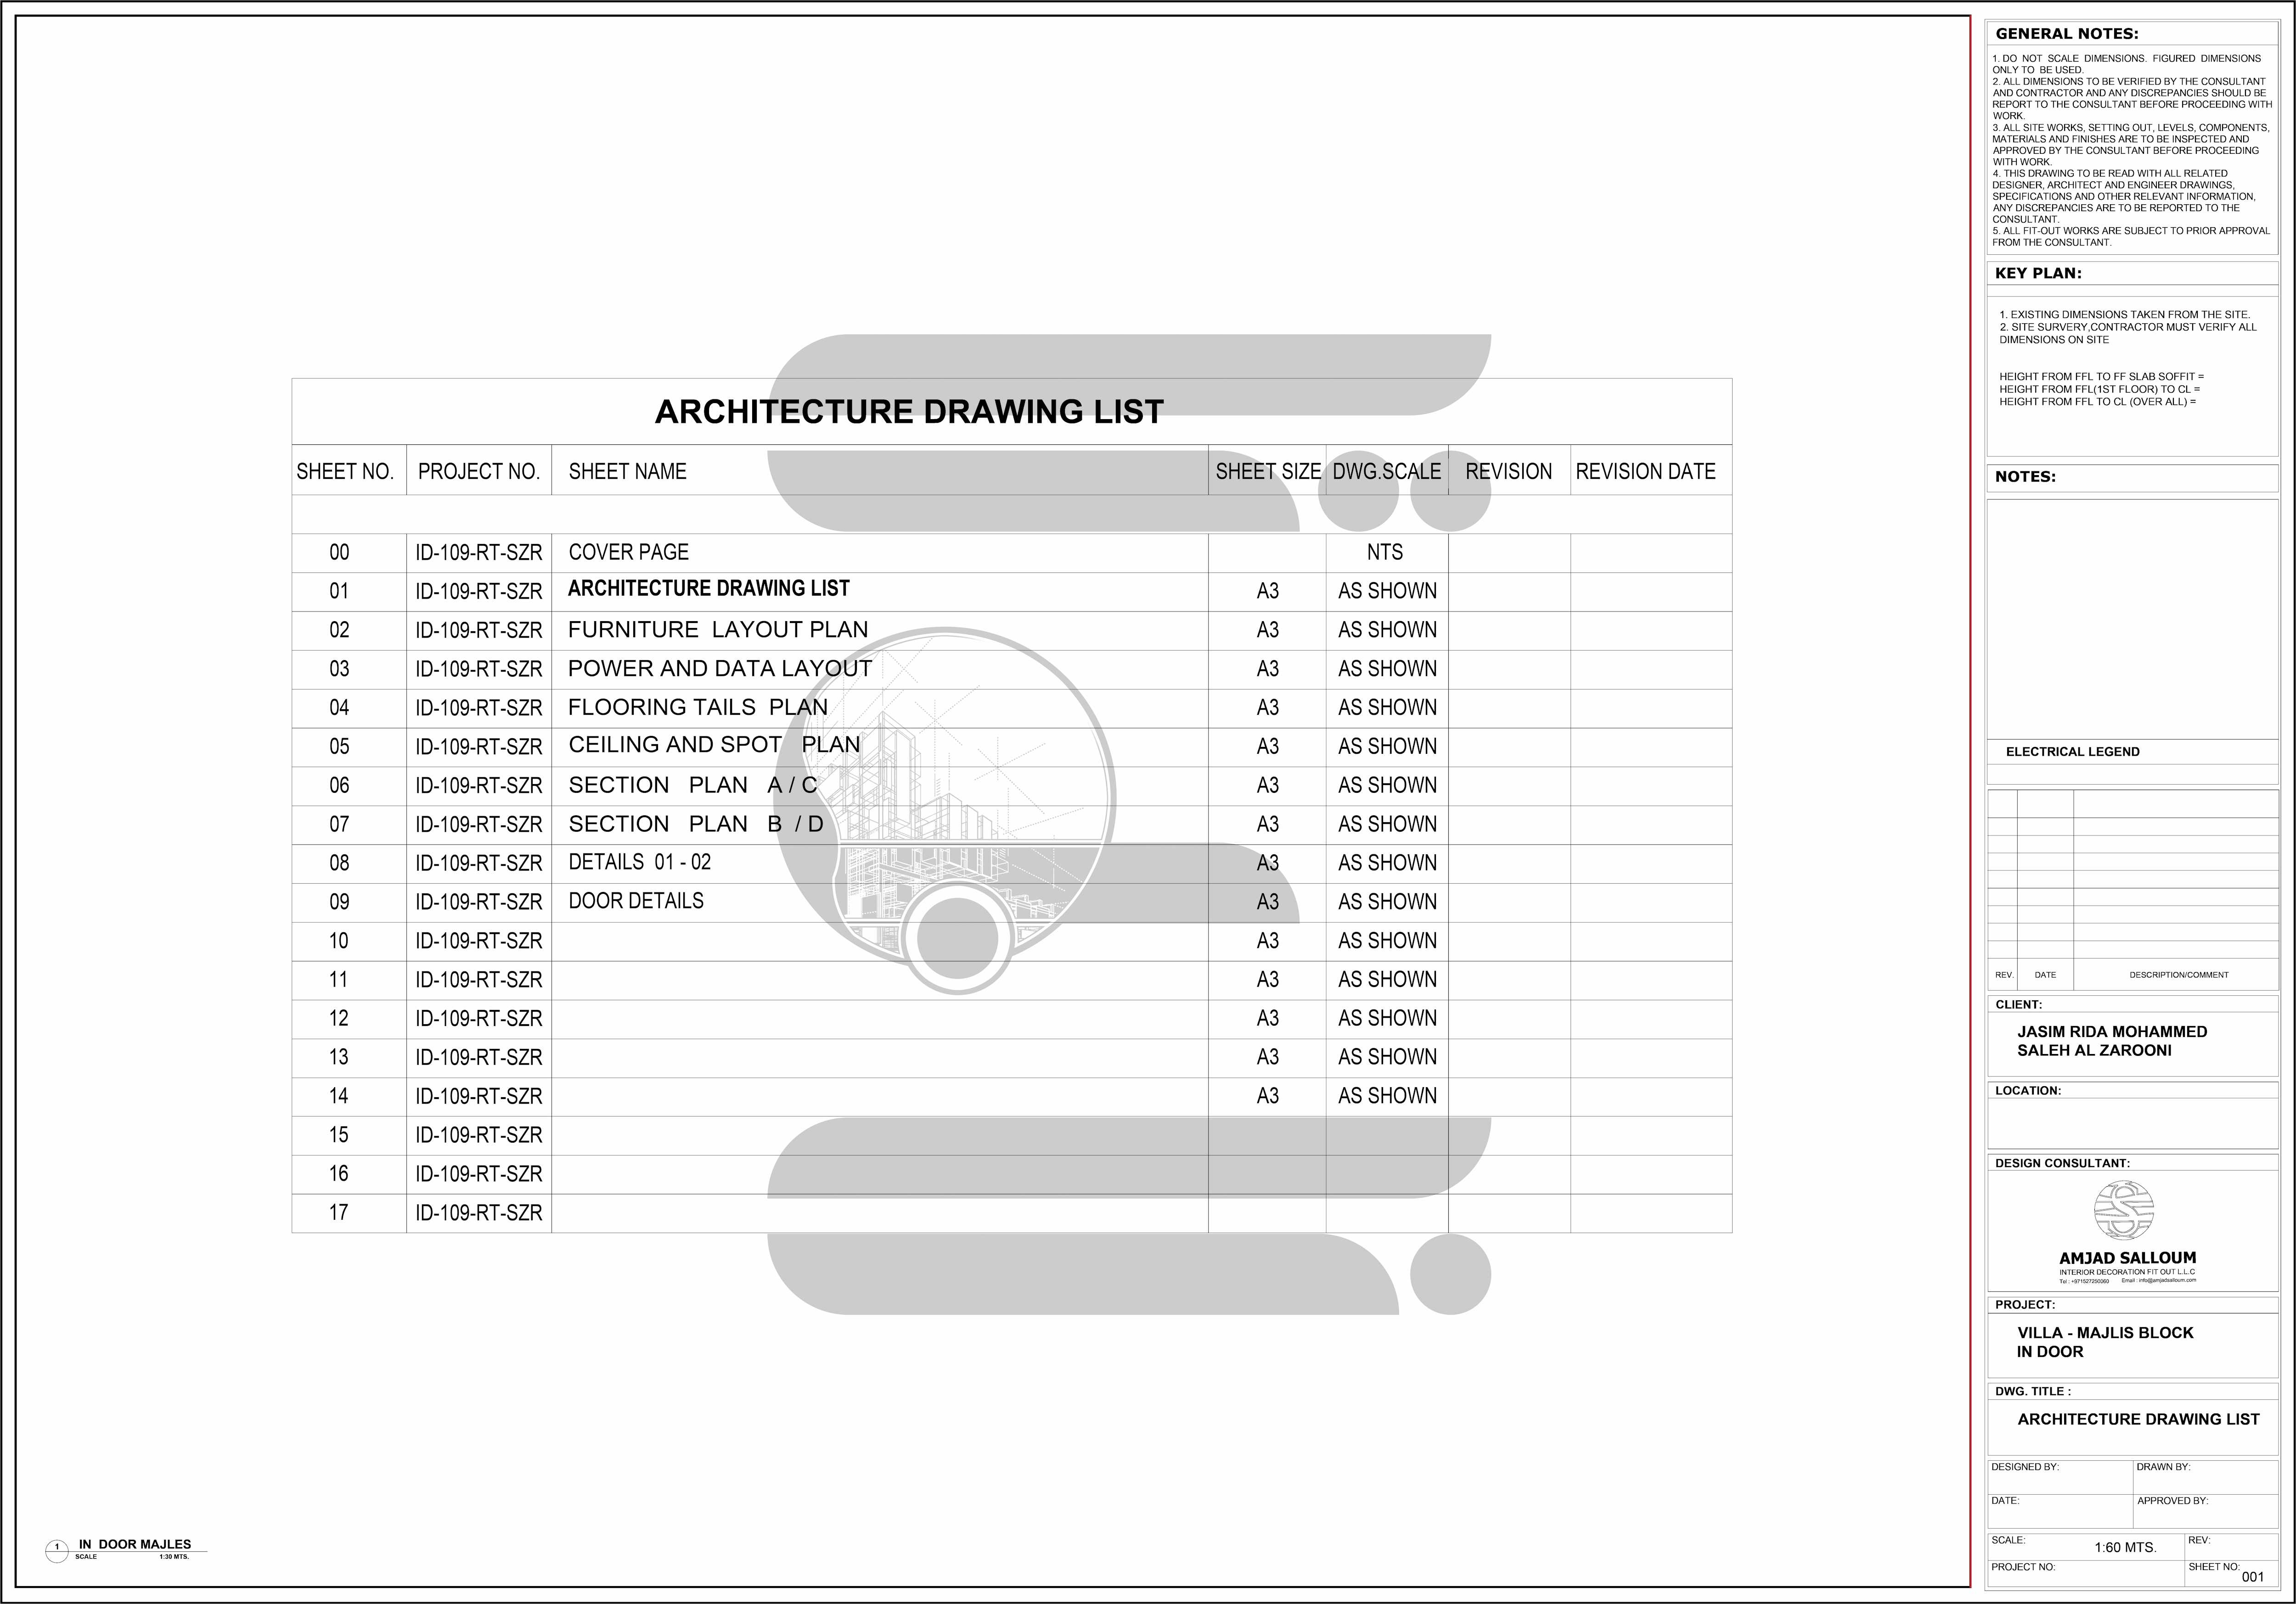 ARCHITECTURE DRAWING LIST
SHEET NO. PROJECT NO. SHEET NAME SHEET SIZE DWG.SCALE REVISION REVISION DATE
00 ID-109-RT-SZR COVER PAGE NTS
01 ID-109-RT-SZR ARCHITECTURE DRAWING LIST A3 AS SHOWN
02 ID-109-RT-SZR FURNITURE LAYOUT PLAN A3 AS SHOWN
03 ID-109-RT-SZR POWER AND DATA LAYOUT A3 AS SHOWN
04 ID-109-RT-SZR FLOORING TAILS PLAN A3 AS SHOWN
05 ID-109-RT-SZR CEILING AND SPOT PLAN A3 AS SHOWN
06 ID-109-RT-SZR SECTION PLAN A / C A3 AS SHOWN
07 ID-109-RT-SZR SECTION PLAN B / D A3 AS SHOWN
08 ID-109-RT-SZR DETAILS 01 - 02 A3 AS SHOWN
09 ID-109-RT-SZR DOOR DETAILS A3 AS SHOWN
10 ID-109-RT-SZR A3 AS SHOWN
11 ID-109-RT-SZR A3 AS SHOWN
12 ID-109-RT-SZR A3 AS SHOWN
13 ID-109-RT-SZR A3 AS SHOWN
14 ID-109-RT-SZR A3 AS SHOWN
15 ID-109-RT-SZR
16 ID-109-RT-SZR
17 ID-109-RT-SZR
1 IN DOOR MAJLES
SCALE 1:30 MTS.
GENERAL NOTES:
1. DO NOT SCALE DIMENSIONS. FIGURED DIMENSIONS
ONLY TO BE USED.
2. ALL DIMENSIONS TO BE VERIFIED BY THE CONSULTANT
AND CONTRACTOR AND ANY DISCREPANCIES SHOULD BE
REPORT TO THE CONSULTANT BEFORE PROCEEDING WITH
WORK.
3. ALL SITE WORKS, SETTING OUT, LEVELS, COMPONENTS,
MATERIALS AND FINISHES ARE TO BE INSPECTED AND
APPROVED BY THE CONSULTANT BEFORE PROCEEDING
WITH WORK.
4. THIS DRAWING TO BE READ WITH ALL RELATED
DESIGNER, ARCHITECT AND ENGINEER DRAWINGS,
SPECIFICATIONS AND OTHER RELEVANT INFORMATION,
ANY DISCREPANCIES ARE TO BE REPORTED TO THE
CONSULTANT.
5. ALL FIT-OUT WORKS ARE SUBJECT TO PRIOR APPROVAL
FROM THE CONSULTANT.
KEY PLAN:
1. EXISTING DIMENSIONS TAKEN FROM THE SITE.
2. SITE SURVERY,CONTRACTOR MUST VERIFY ALL
DIMENSIONS ON SITE
HEIGHT FROM FFL TO FF SLAB SOFFIT =
HEIGHT FROM FFL(1ST FLOOR) TO CL =
HEIGHT FROM FFL TO CL (OVER ALL) =
NOTES:
ELECTRICAL LEGEND
REV. DATE DESCRIPTION/COMMENT
CLIENT:
JASIM RIDA MOHAMMED
SALEH AL ZAROONI
LOCATION:
DESIGN CONSULTANT:
AMJAD SALLOUM
INTERIOR DECORATION FIT OUT L.L.C
Tel : +971527250060 Email : info@amjadsalloum.com
PROJECT:
VILLA - MAJLIS BLOCK
IN DOOR
DWG. TITLE :
ARCHITECTURE DRAWING LIST
DESIGNED BY: DRAWN BY:
DATE: APPROVED BY:
SCALE: 1:60 MTS. REV:
PROJECT NO: SHEET NO: 001